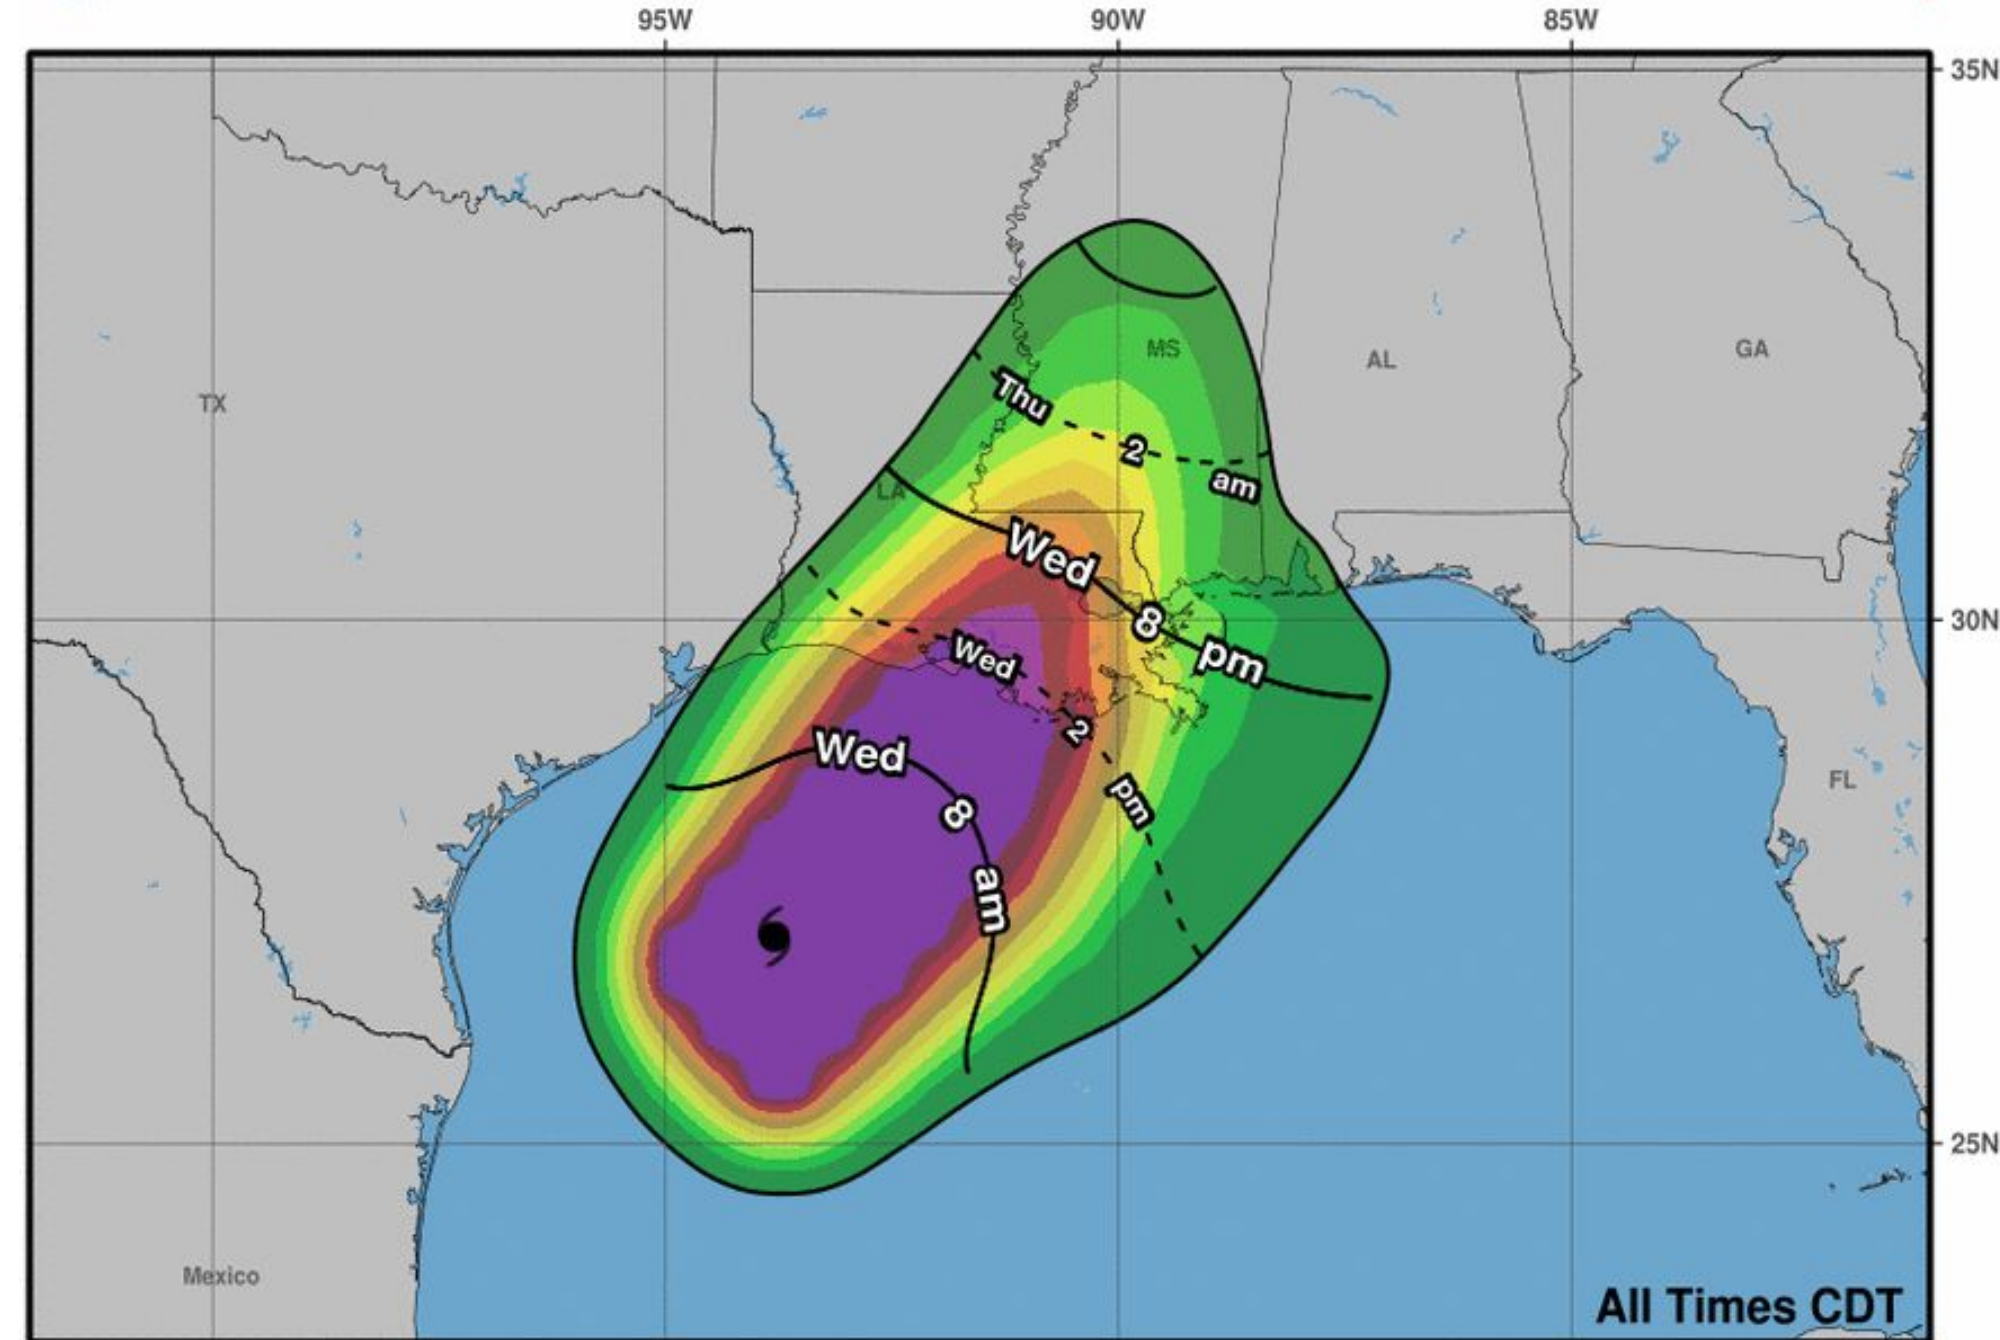 95W
90W
85W
35N
MS
AL
GA
TX
Thu
2
am
LA
Wed
8
pm
30N
Wed
2
pm
Wed
8
am
FL
25N
Mexico
All Times CDT